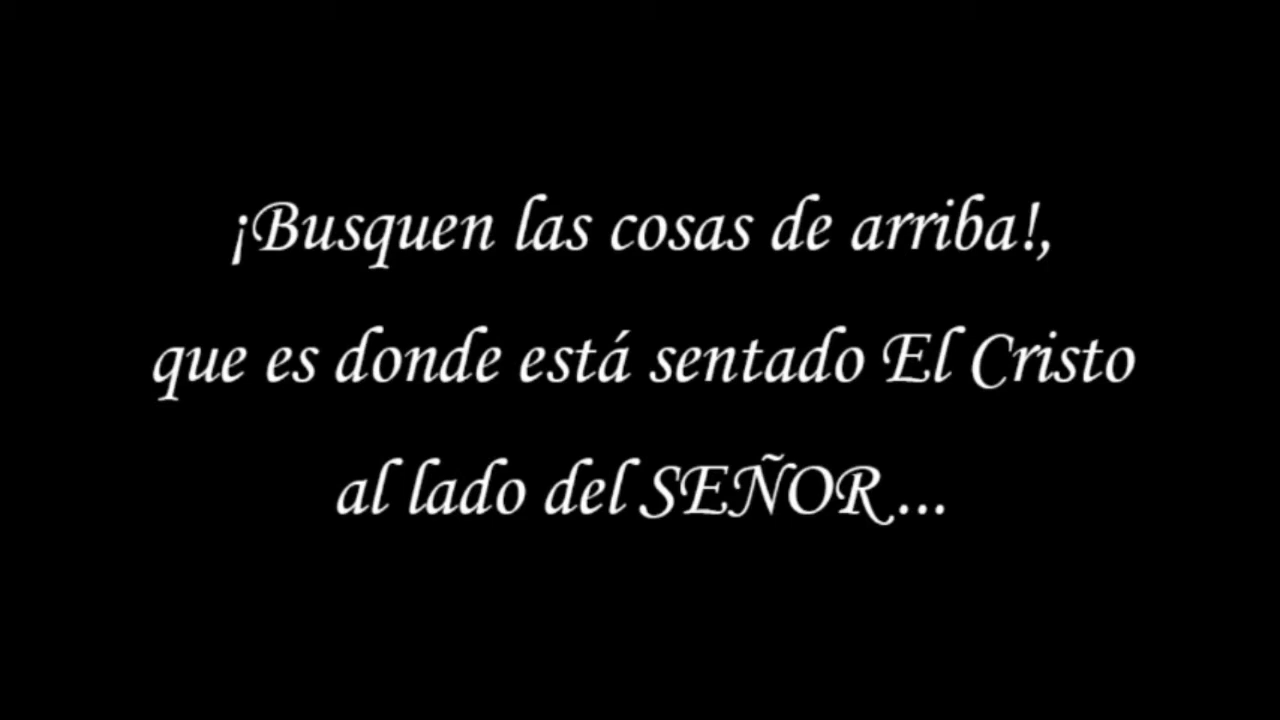 ¡Busquen las cosas de arriba!,
que es donde está sentado El Cristo
al lado del SEÑOR ...